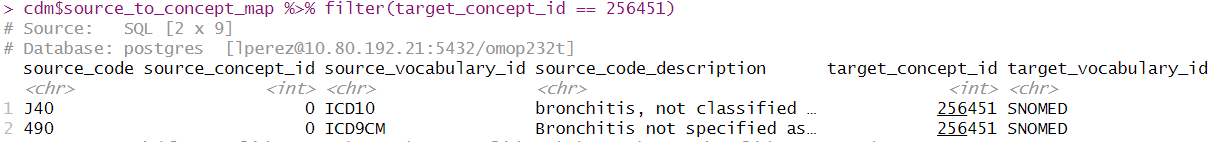 > cdm$source_to_concept_map %>% filter(target_concept_id == 256451)
# Source:   SQL [2 x 9]
# Database: postgres  [lperez@10.80.192.21:5432/omop232t]
  source_code source_concept_id source_vocabulary_id source_code_description     target_concept_id target_vocabulary_id
  <chr>                   <int> <chr>                <chr>                                   <int> <chr>
1 J40                         0 ICD10                bronchitis, not classified …            256451 SNOMED
2 490                         0 ICD9CM               Bronchitis not specified as…            256451 SNOMED